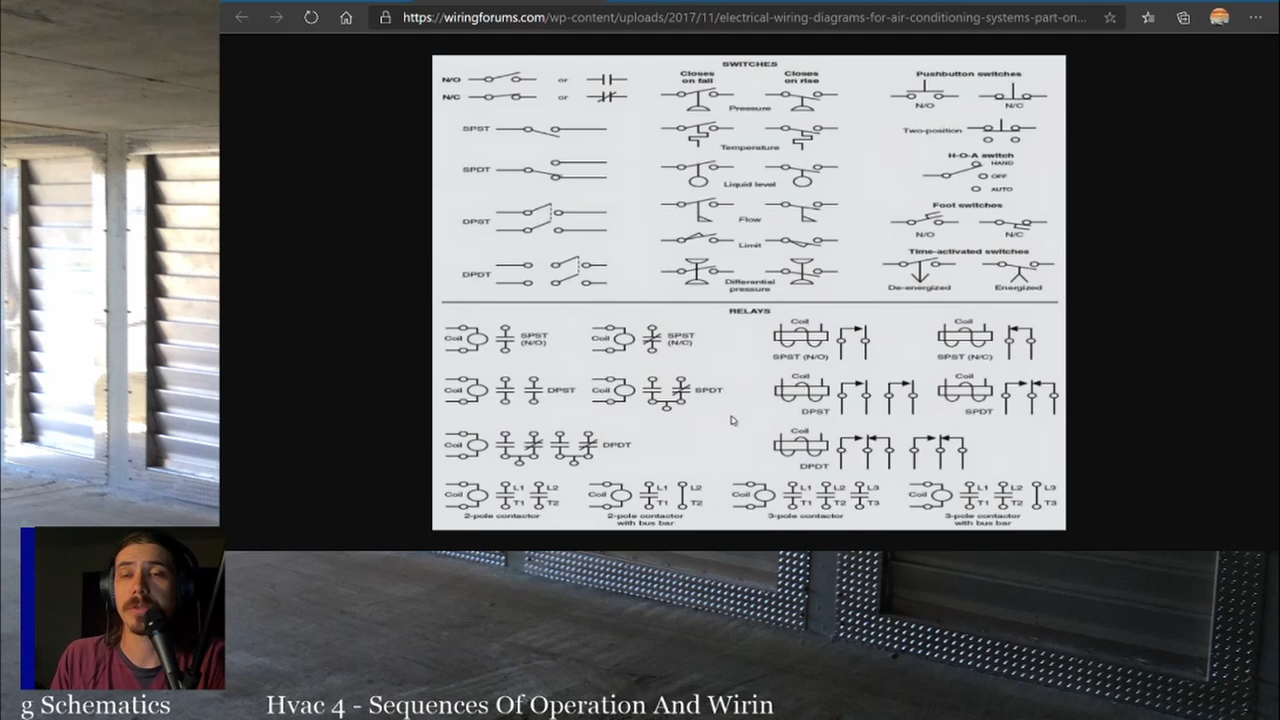 https://wiringforums.com/wp-content/uploads/2017/11/electrical-wiring-diagrams-for-air-conditioning-systems-part-on...
SWITCHES
N/O or
N/C or
SPST
SPDT
DPST
DPDT
Closes on fall
Closes on rise
Pressure
Temperature
Liquid level
Flow
Limit
Differential
pressure
Pushbutton switches
N/O N/C
Two-position
H-O-A switch
HAND
OFF
AUTO
Foot switches
N/O N/C
Time-activated switches
De-energized Energized
RELAYS
Coil SPST
(N/O)
Coil SPST
(N/C)
Coil
SPST (N/O)
Coil
SPST (N/C)
Coil DPST
Coil SPDT
Coil
DPST
Coil
SPDT
Coil DPDT
Coil
DPDT
Coil L1 L2
T1 T2
2-pole contactor
Coil L1 L2
T1 T2
2-pole contactor
with bus bar
Coil L1 L2 L3
T1 T2 T3
3-pole contactor
Coil L1 L2 L3
T1 T2 T3
3-pole contactor
with bus bar
g Schematics Hvac 4 - Sequences Of Operation And Wirin